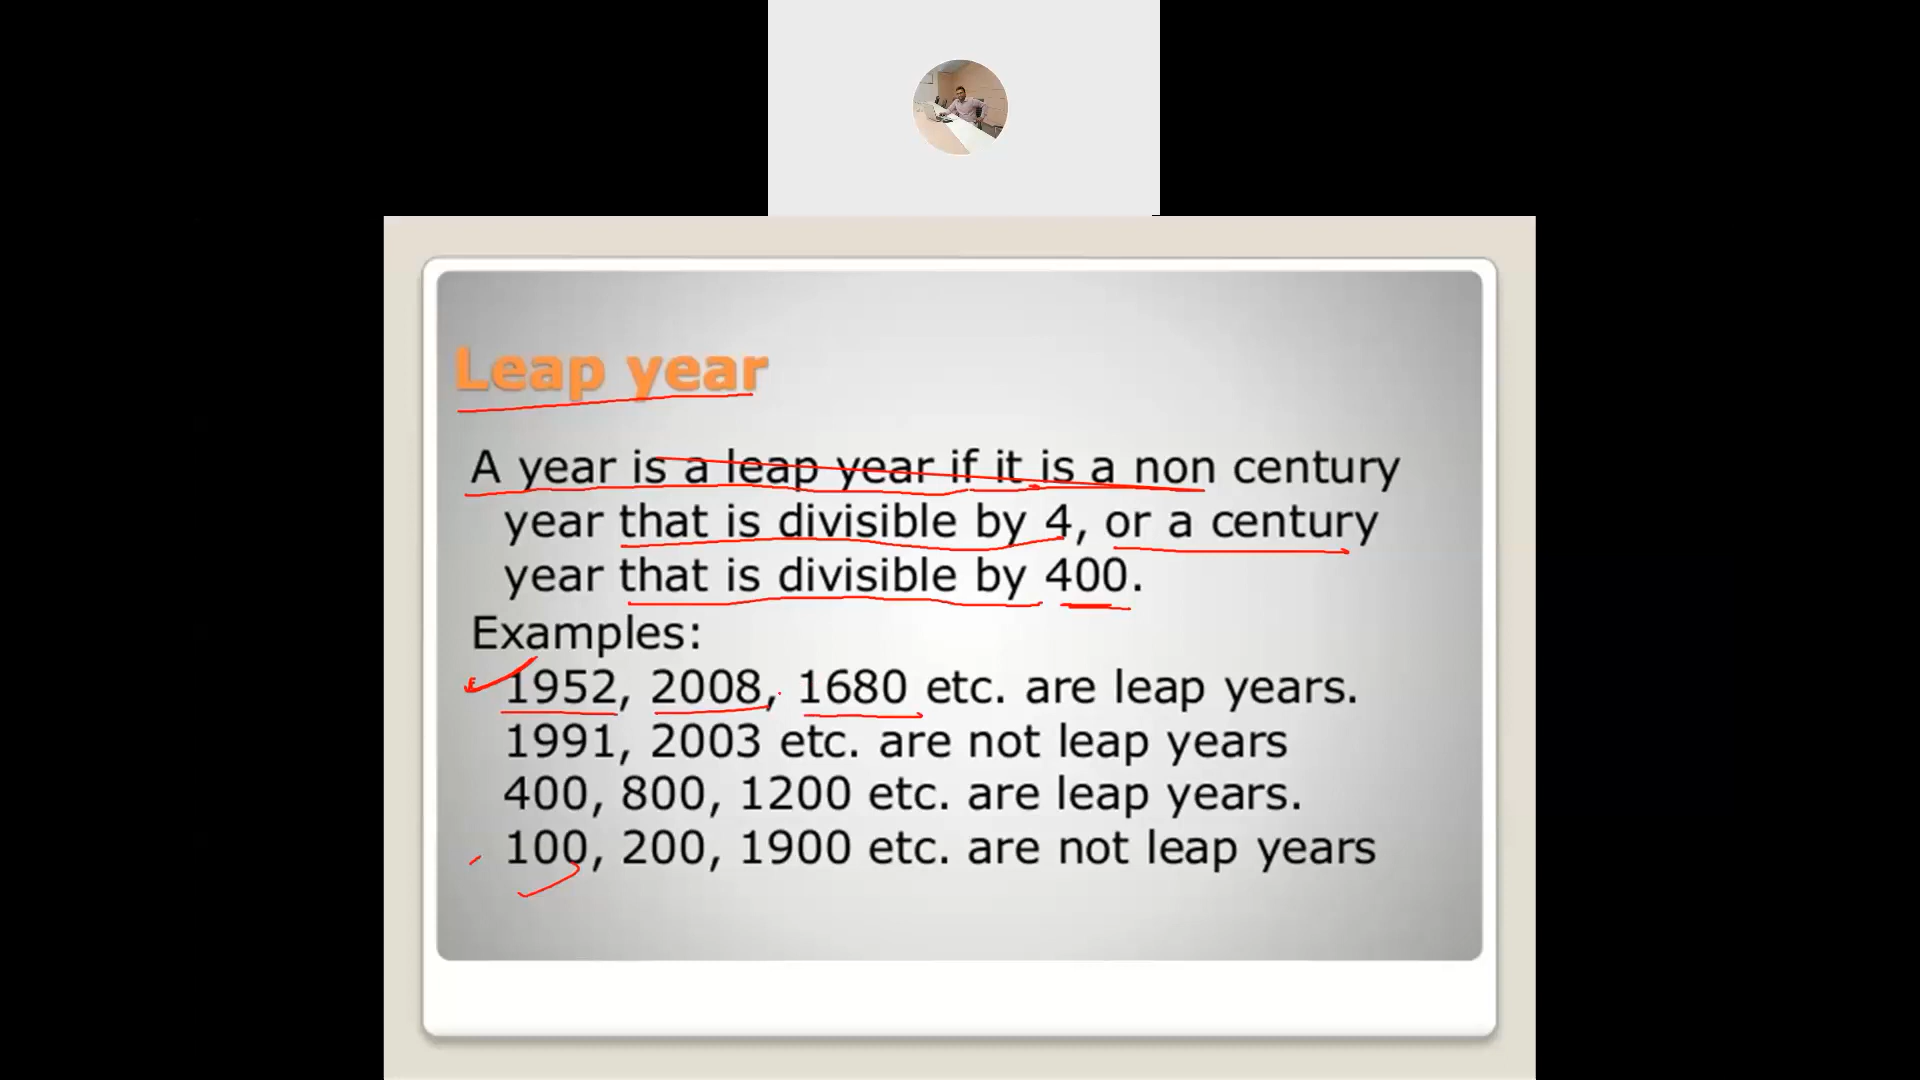 Leap year
A year is a leap year if it is a non century
year that is divisible by 4, or a century
year that is divisible by 400.
Examples:
1952, 2008, 1680 etc. are leap years.
1991, 2003 etc. are not leap years
400, 800, 1200 etc. are leap years.
100, 200, 1900 etc. are not leap years